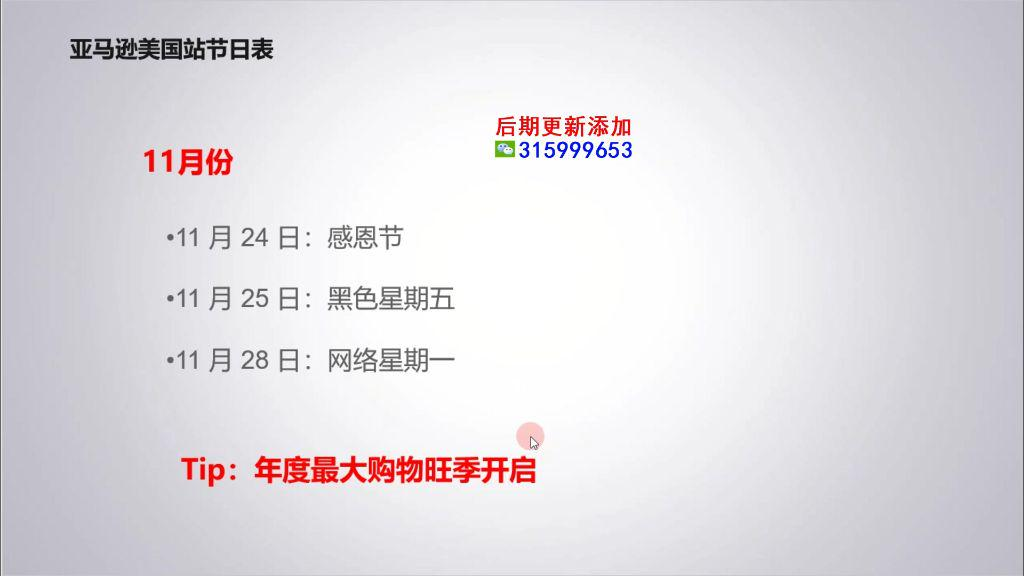 亚马逊美国站节日表
后期更新添加
315999653
11月份
•11 月 24 日：感恩节
•11 月 25 日：黑色星期五
•11 月 28 日：网络星期一
Tip：年度最大购物旺季开启